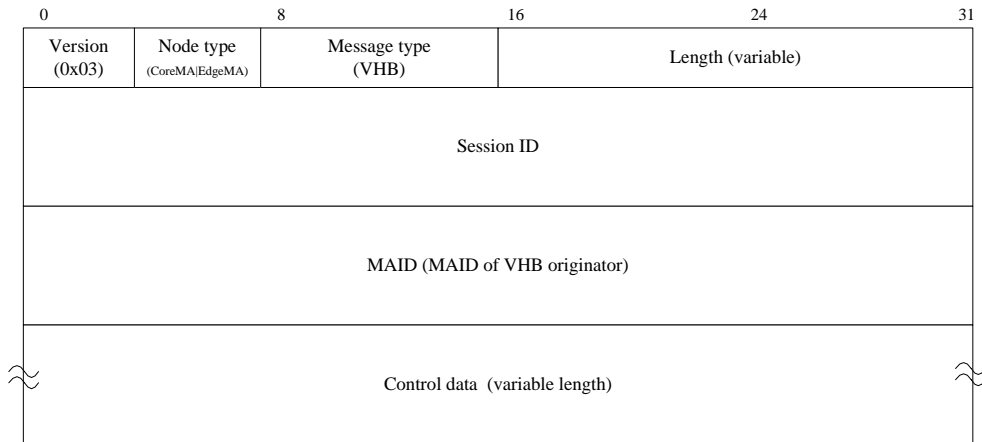 0 8 16 24 31
Version Node type Message type Length (variable)
(0x03) (CoreMA|EdgeMA) (VHB)
Session ID
MAID (MAID of VHB originator)
Control data (variable length)